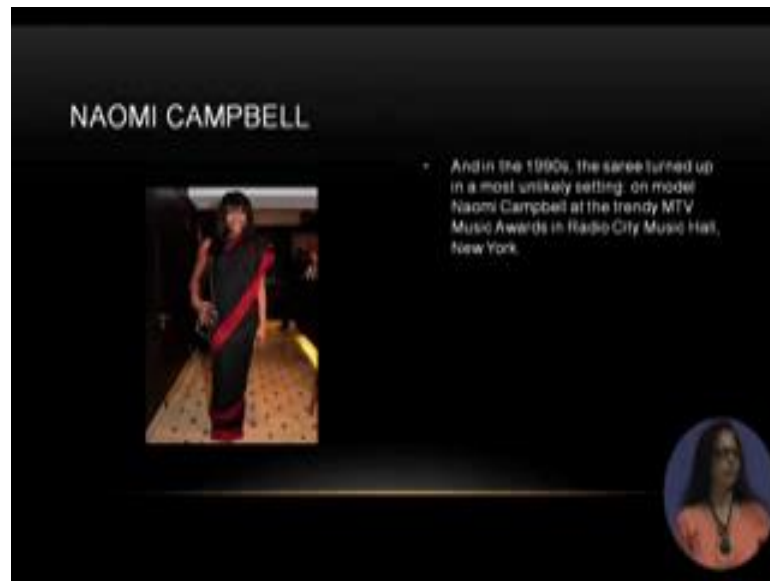 NAOMI CAMPBELL
• And in the 1990s, the saree turned up
in a most unlikely setting: on model
Naomi Campbell at the trendy MTV
Music Awards in Radio City Music Hall,
New York